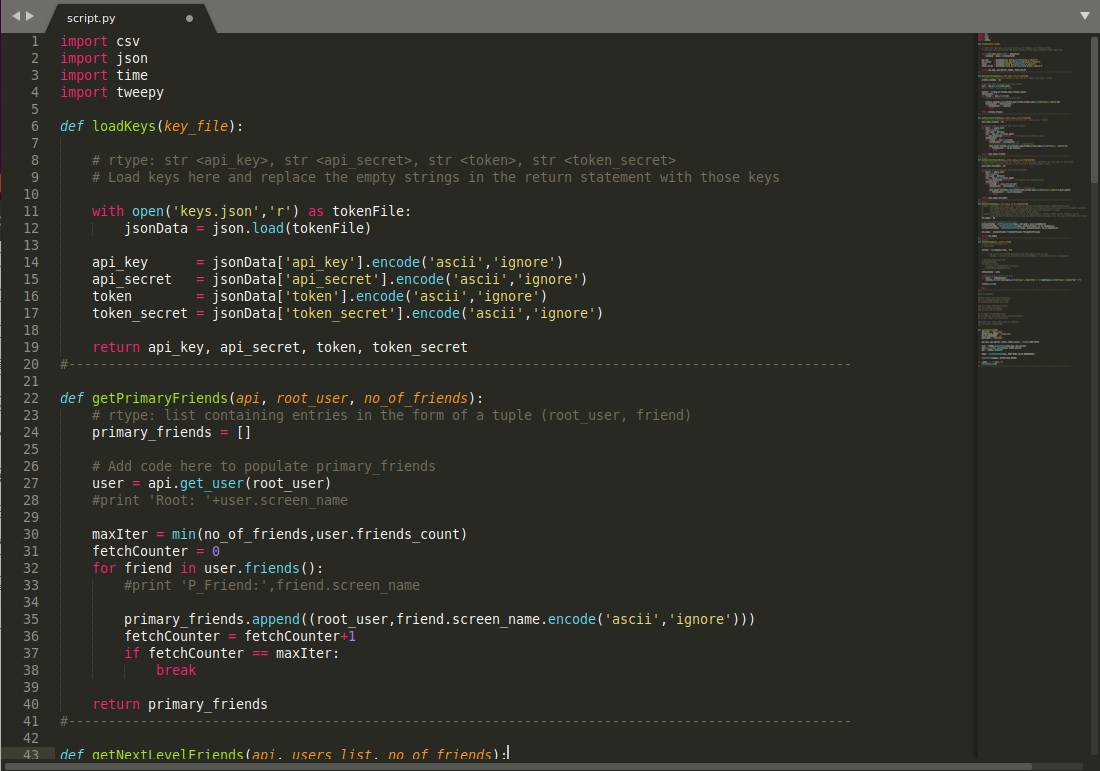 script.py
1 import csv
2 import json
3 import time
4 import tweepy
5
6 def loadKeys(key_file):
7
8 # rtype: str <api_key>, str <api_secret>, str <token>, str <token_secret>
9 # Load keys here and replace the empty strings in the return statement with those keys
10
11 with open('keys.json','r') as tokenFile:
12 jsonData = json.load(tokenFile)
13
14 api_key = jsonData['api_key'].encode('ascii','ignore')
15 api_secret = jsonData['api_secret'].encode('ascii','ignore')
16 token = jsonData['token'].encode('ascii','ignore')
17 token_secret = jsonData['token_secret'].encode('ascii','ignore')
18
19 return api_key, api_secret, token, token_secret
20 #--------------------------------------------------------------------------------------------------
21
22 def getPrimaryFriends(api, root_user, no_of_friends):
23 # rtype: list containing entries in the form of a tuple (root_user, friend)
24 primary_friends = []
25
26 # Add code here to populate primary_friends
27 user = api.get_user(root_user)
28 #print 'Root: '+user.screen_name
29
30 maxIter = min(no_of_friends,user.friends_count)
31 fetchCounter = 0
32 for friend in user.friends():
33 #print 'P_Friend:',friend.screen_name
34
35 primary_friends.append((root_user,friend.screen_name.encode('ascii','ignore')))
36 fetchCounter = fetchCounter+1
37 if fetchCounter == maxIter:
38 break
39
40 return primary_friends
41 #--------------------------------------------------------------------------------------------------
42
43 def getNextLevelFriends(api, users_list, no_of_friends):